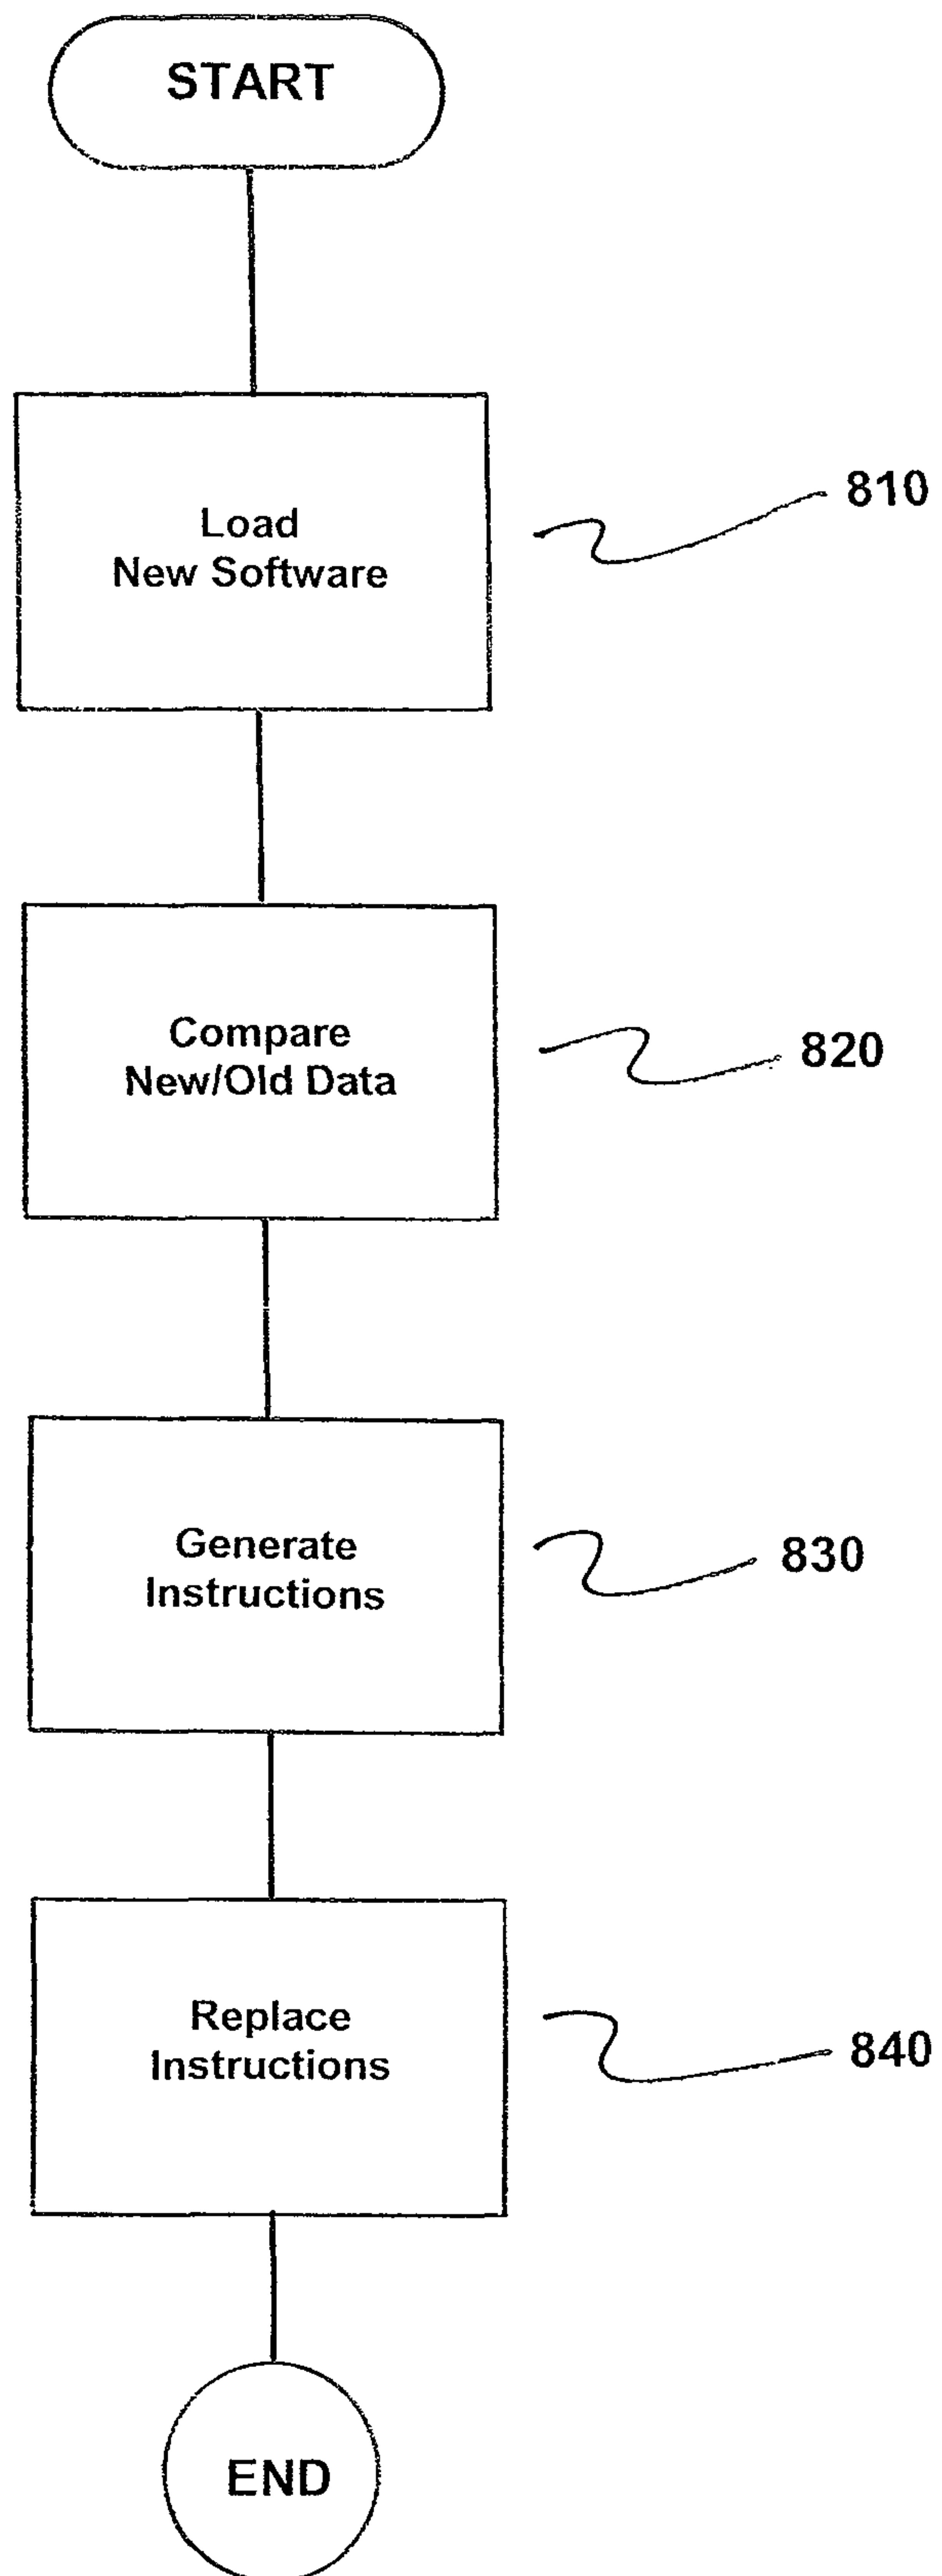 START
Load
New Software
810
Compare
New/Old Data
820
Generate
Instructions
830
Replace
Instructions
840
END